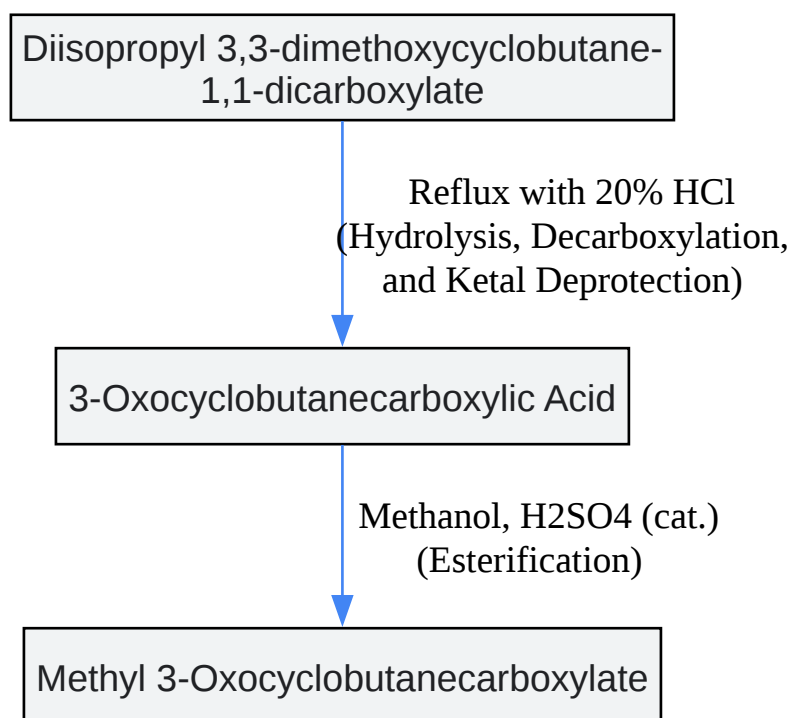 Diisopropyl 3,3-dimethoxycyclobutane-
1,1-dicarboxylate
Reflux with 20% HCl
(Hydrolysis, Decarboxylation,
and Ketal Deprotection)
3-Oxocyclobutanecarboxylic Acid
Methanol, H2SO4 (cat.)
(Esterification)
Methyl 3-Oxocyclobutanecarboxylate